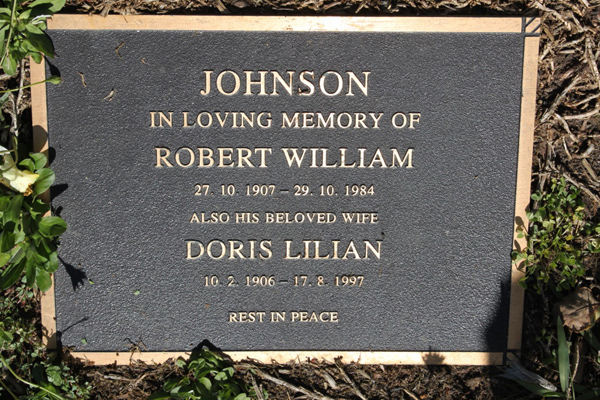 JOHNSON
IN LOVING MEMORY OF
ROBERT WILLIAM
27. 10. 1907 – 29. 10. 1984
ALSO HIS BELOVED WIFE
DORIS LILIAN
10. 2. 1906 – 17. 8. 1997
REST IN PEACE